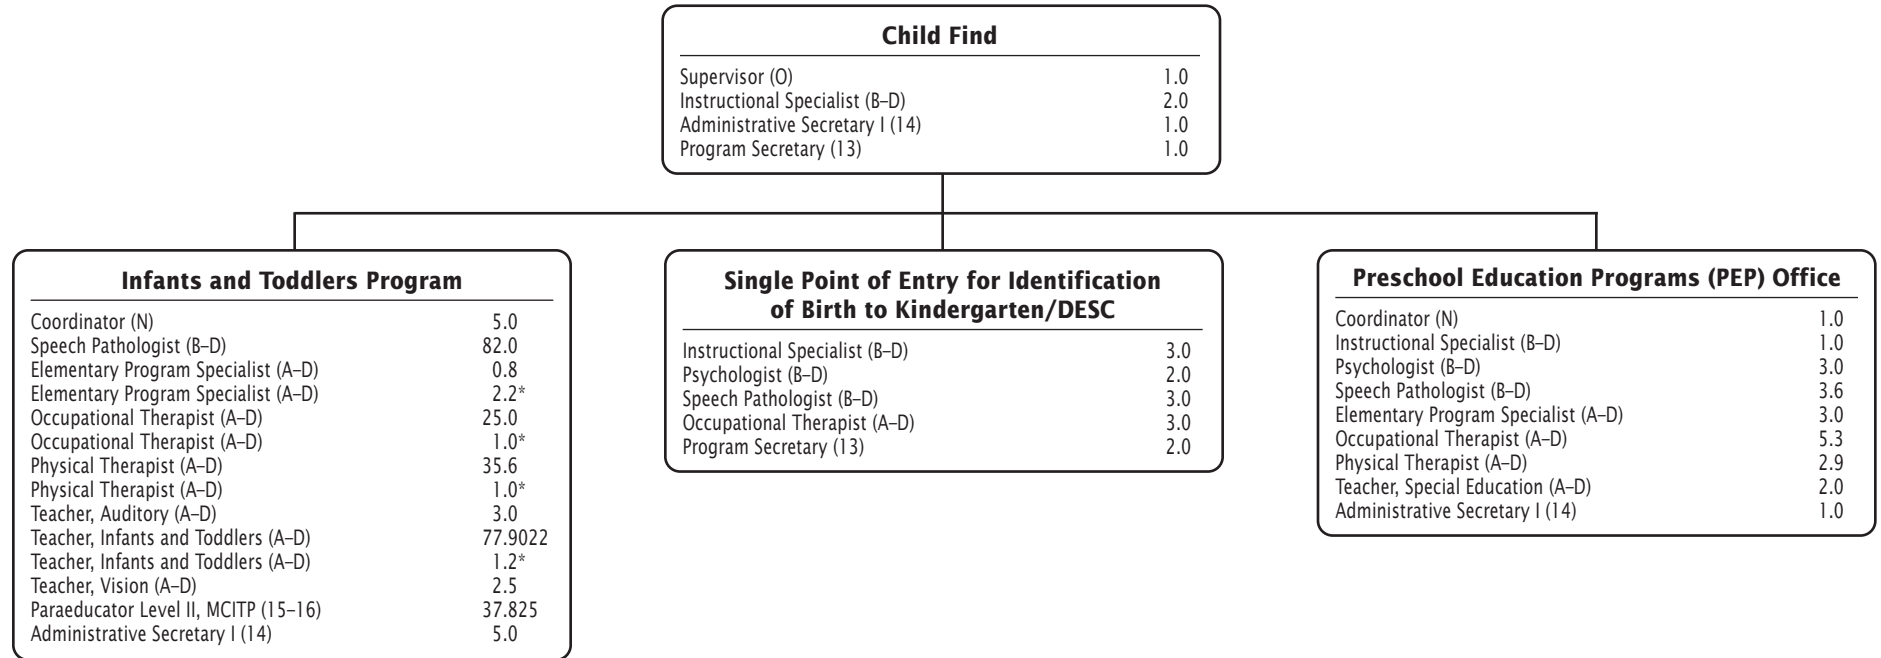 Child Find
Supervisor (O) 1.0
Instructional Specialist (B–D) 2.0
Administrative Secretary I (14) 1.0
Program Secretary (13) 1.0
Infants and Toddlers Program
Coordinator (N) 5.0
Speech Pathologist (B–D) 82.0
Elementary Program Specialist (A–D) 0.8
Elementary Program Specialist (A–D) 2.2*
Occupational Therapist (A–D) 25.0
Occupational Therapist (A–D) 1.0*
Physical Therapist (A–D) 35.6
Physical Therapist (A–D) 1.0*
Teacher, Auditory (A–D) 3.0
Teacher, Infants and Toddlers (A–D) 77.9022
Teacher, Infants and Toddlers (A–D) 1.2*
Teacher, Vision (A–D) 2.5
Paraeducator Level II, MCITP (15–16) 37.825
Administrative Secretary I (14) 5.0
Single Point of Entry for Identification
of Birth to Kindergarten/DESC
Instructional Specialist (B–D) 3.0
Psychologist (B–D) 2.0
Speech Pathologist (B–D) 3.0
Occupational Therapist (A–D) 3.0
Program Secretary (13) 2.0
Preschool Education Programs (PEP) Office
Coordinator (N) 1.0
Instructional Specialist (B–D) 1.0
Psychologist (B–D) 3.0
Speech Pathologist (B–D) 3.6
Elementary Program Specialist (A–D) 3.0
Occupational Therapist (A–D) 5.3
Physical Therapist (A–D) 2.9
Teacher, Special Education (A–D) 2.0
Administrative Secretary I (14) 1.0